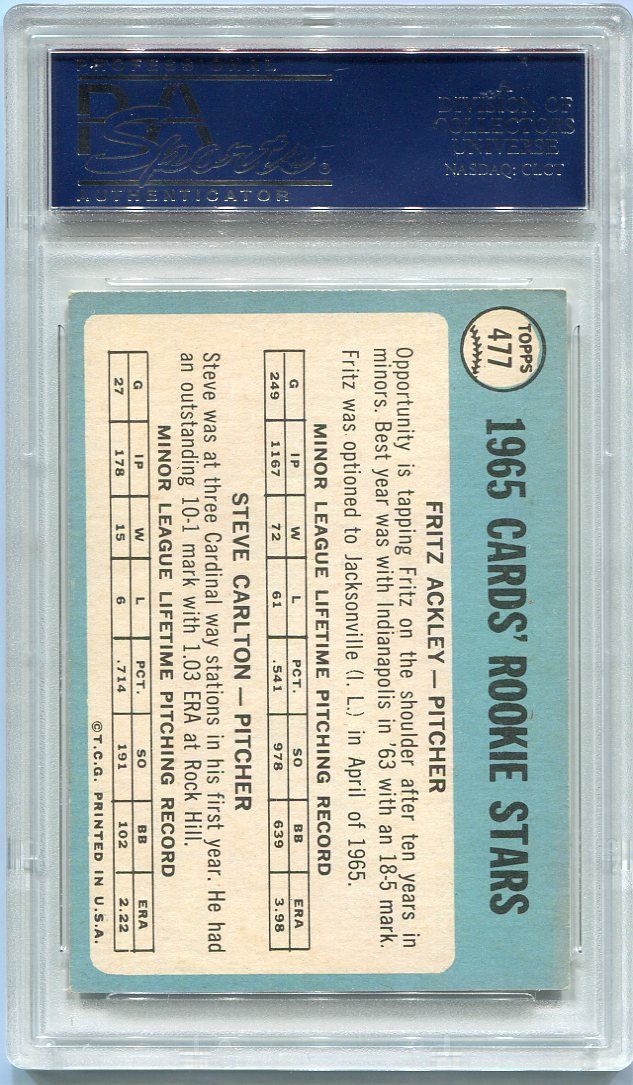 PROFESSIONAL
PSA
Sports
AUTHENTICATOR
A
DIVISION OF
COLLECTORS
UNIVERSE
NASDAQ: CLCT
TOPPS
477
1965 CARDS' ROOKIE STARS
FRITZ ACKLEY — PITCHER
Opportunity is tapping Fritz on the shoulder after ten years in
minors. Best year was with Indianapolis in '63 with an 18-5 mark.
Fritz was optioned to Jacksonville (I. L.) in April of 1965.
MINOR LEAGUE LIFETIME PITCHING RECORD
G IP W L PCT. SO BB ERA
249 1167 72 61 .541 978 639 3.98
STEVE CARLTON — PITCHER
Steve was at three Cardinal way stations in his first year. He had
an outstanding 10-1 mark with 1.03 ERA at Rock Hill.
MINOR LEAGUE LIFETIME PITCHING RECORD
G IP W L PCT. SO BB ERA
27 178 15 6 .714 191 102 2.22
©T.C.G. PRINTED IN U.S.A.